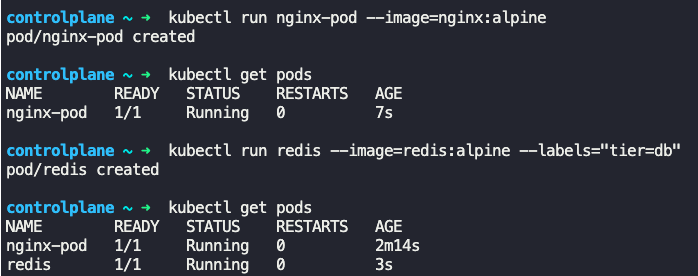 controlplane ~ ➜  kubectl run nginx-pod --image=nginx:alpine
pod/nginx-pod created
controlplane ~ ➜  kubectl get pods
NAME        READY   STATUS    RESTARTS   AGE
nginx-pod   1/1     Running   0          7s
controlplane ~ ➜  kubectl run redis --image=redis:alpine --labels="tier=db"
pod/redis created
controlplane ~ ➜  kubectl get pods
NAME        READY   STATUS    RESTARTS   AGE
nginx-pod   1/1     Running   0          2m14s
redis       1/1     Running   0          3s